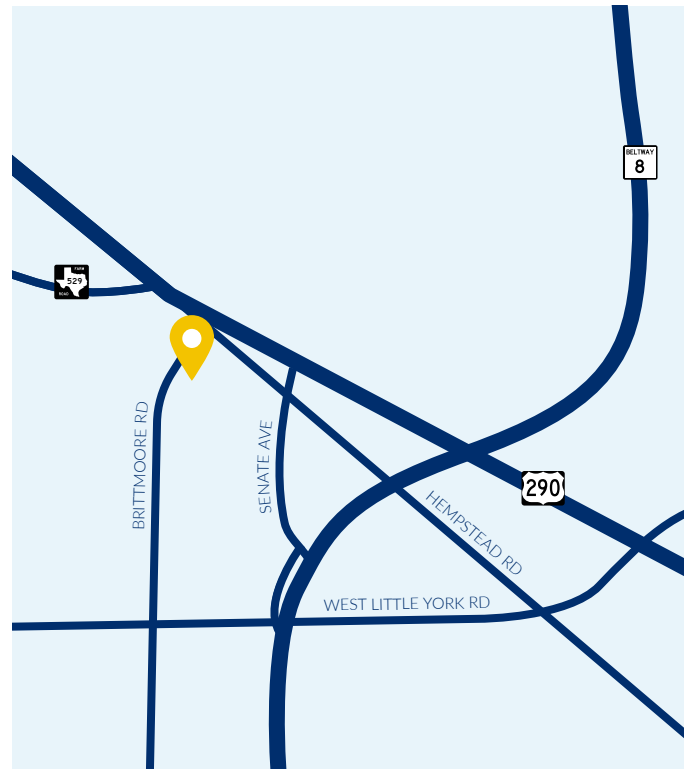 BELTWAY
8
FARM
529
ROAD
BRITTMOORE RD
SENATE AVE
290
HEMPSTEAD RD
WEST LITTLE YORK RD